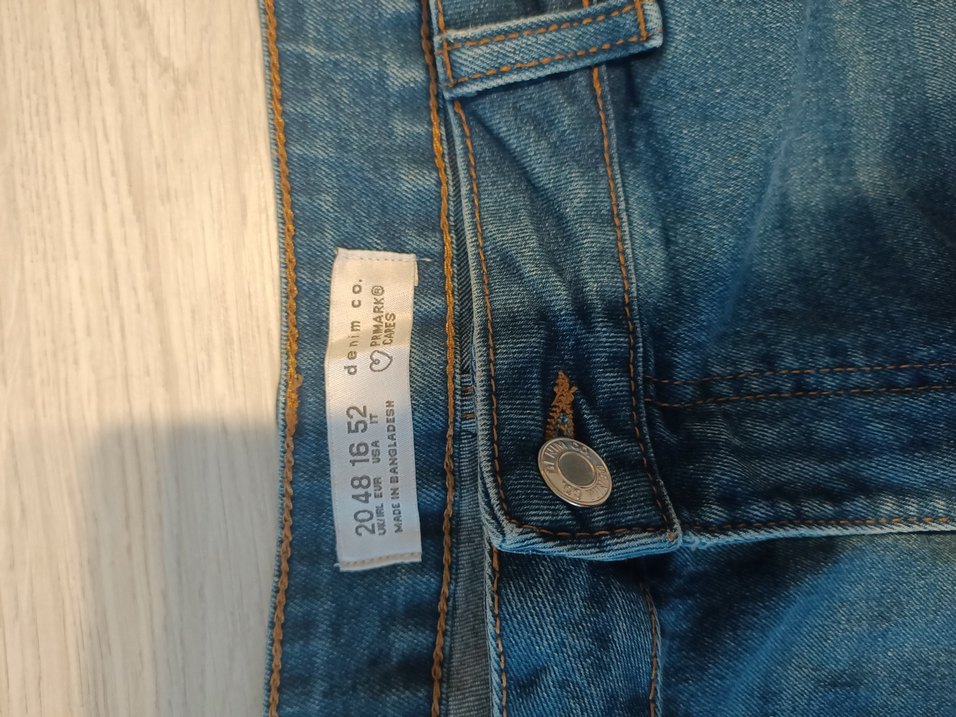 denim co.
PRIMARK®
CARES
20 48 16 52
UK/IRL EUR USA IT
MADE IN BANGLADESH